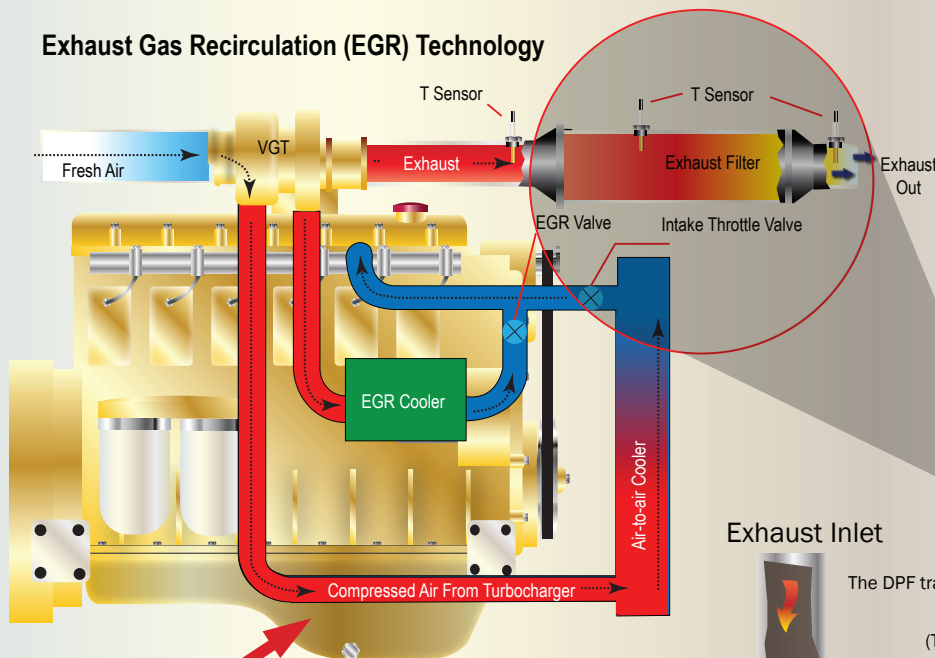 Exhaust Gas Recirculation (EGR) Technology
T Sensor
T Sensor
VGT
Fresh Air
Exhaust
Exhaust Filter
Exhaust
Out
EGR Valve
Intake Throttle Valve
EGR Cooler
Air-to-air Cooler
Compressed Air From Turbocharger
Exhaust Inlet
The DPF tra
(T